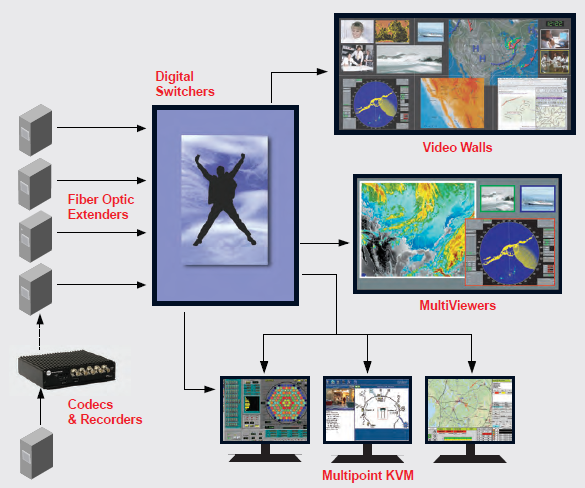 Digital
Switchers
Video Walls
Fiber Optic
Extenders
MultiViewers
Codecs
& Recorders
Multipoint KVM
H
H